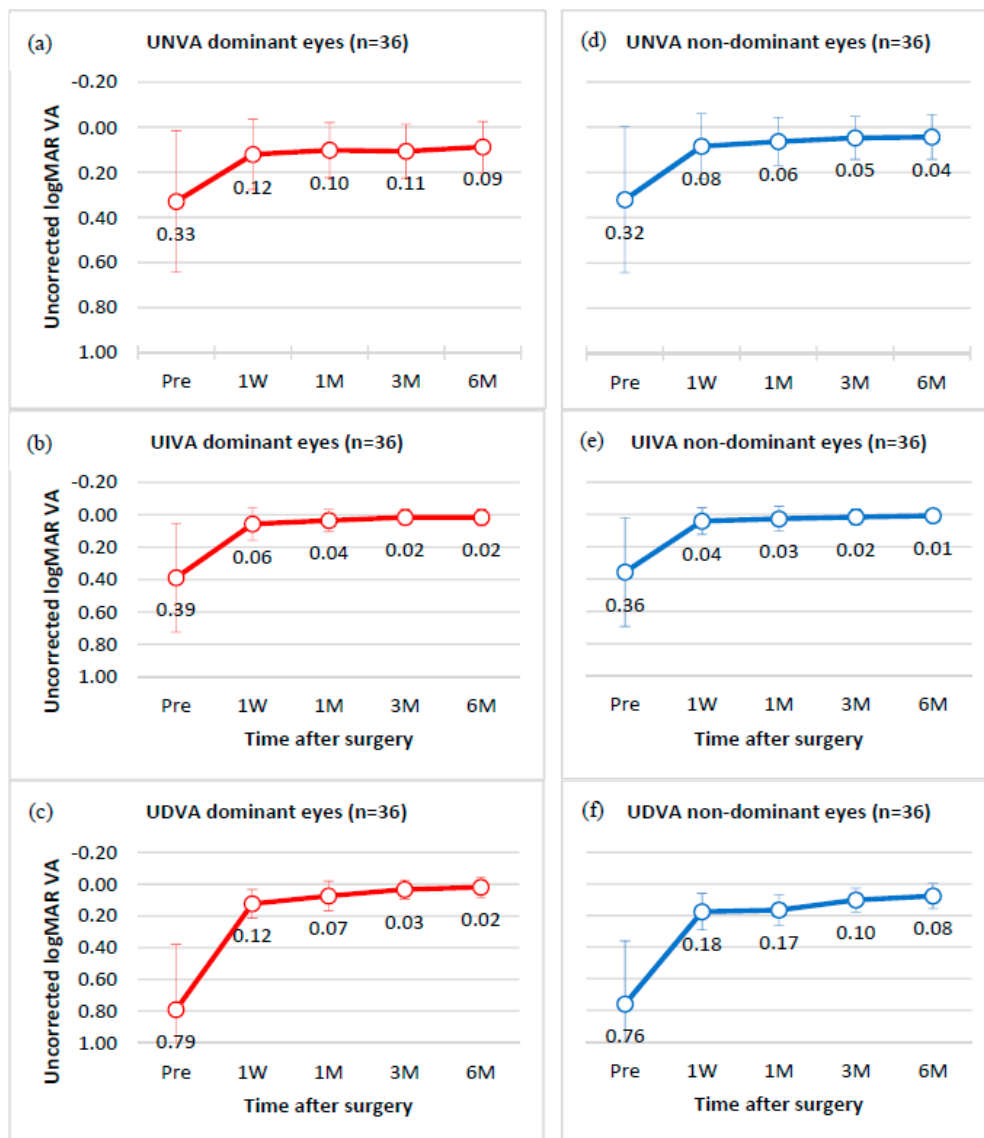 (a) UNVA dominant eyes (n=36)
Uncorrected logMAR VA
-0.20
0.00
0.20
0.40
0.60
0.80
1.00
0.33
0.12
0.10
0.11
0.09
Pre 1W 1M 3M 6M
(d) UNVA non-dominant eyes (n=36)
0.32
0.08
0.06
0.05
0.04
Pre 1W 1M 3M 6M
(b) UIVA dominant eyes (n=36)
Uncorrected logMAR VA
-0.20
0.00
0.20
0.40
0.60
0.80
1.00
0.39
0.06
0.04
0.02
0.02
Pre 1W 1M 3M 6M
Time after surgery
(e) UIVA non-dominant eyes (n=36)
0.36
0.04
0.03
0.02
0.01
Pre 1W 1M 3M 6M
Time after surgery
(c) UDVA dominant eyes (n=36)
Uncorrected logMAR VA
-0.20
0.00
0.20
0.40
0.60
0.80
1.00
0.79
0.12
0.07
0.03
0.02
Pre 1W 1M 3M 6M
Time after surgery
(f) UDVA non-dominant eyes (n=36)
0.76
0.18
0.17
0.10
0.08
Pre 1W 1M 3M 6M
Time after surgery